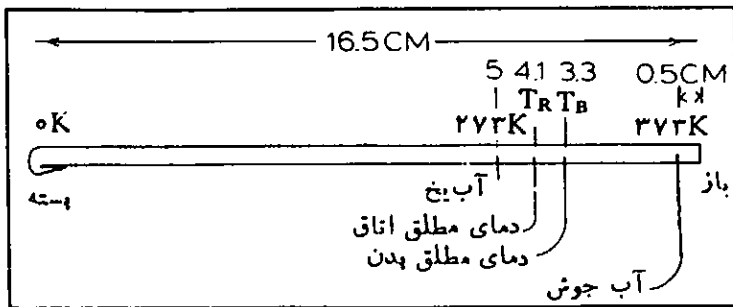 16.5CM
5 4.1 3.3 0.5CM
T_R T_B
°K ۲۷۳K ۳۷۳K
بسته آب یخ باز
دمای مطلق اتاق
دمای مطلق بدن
آب جوش